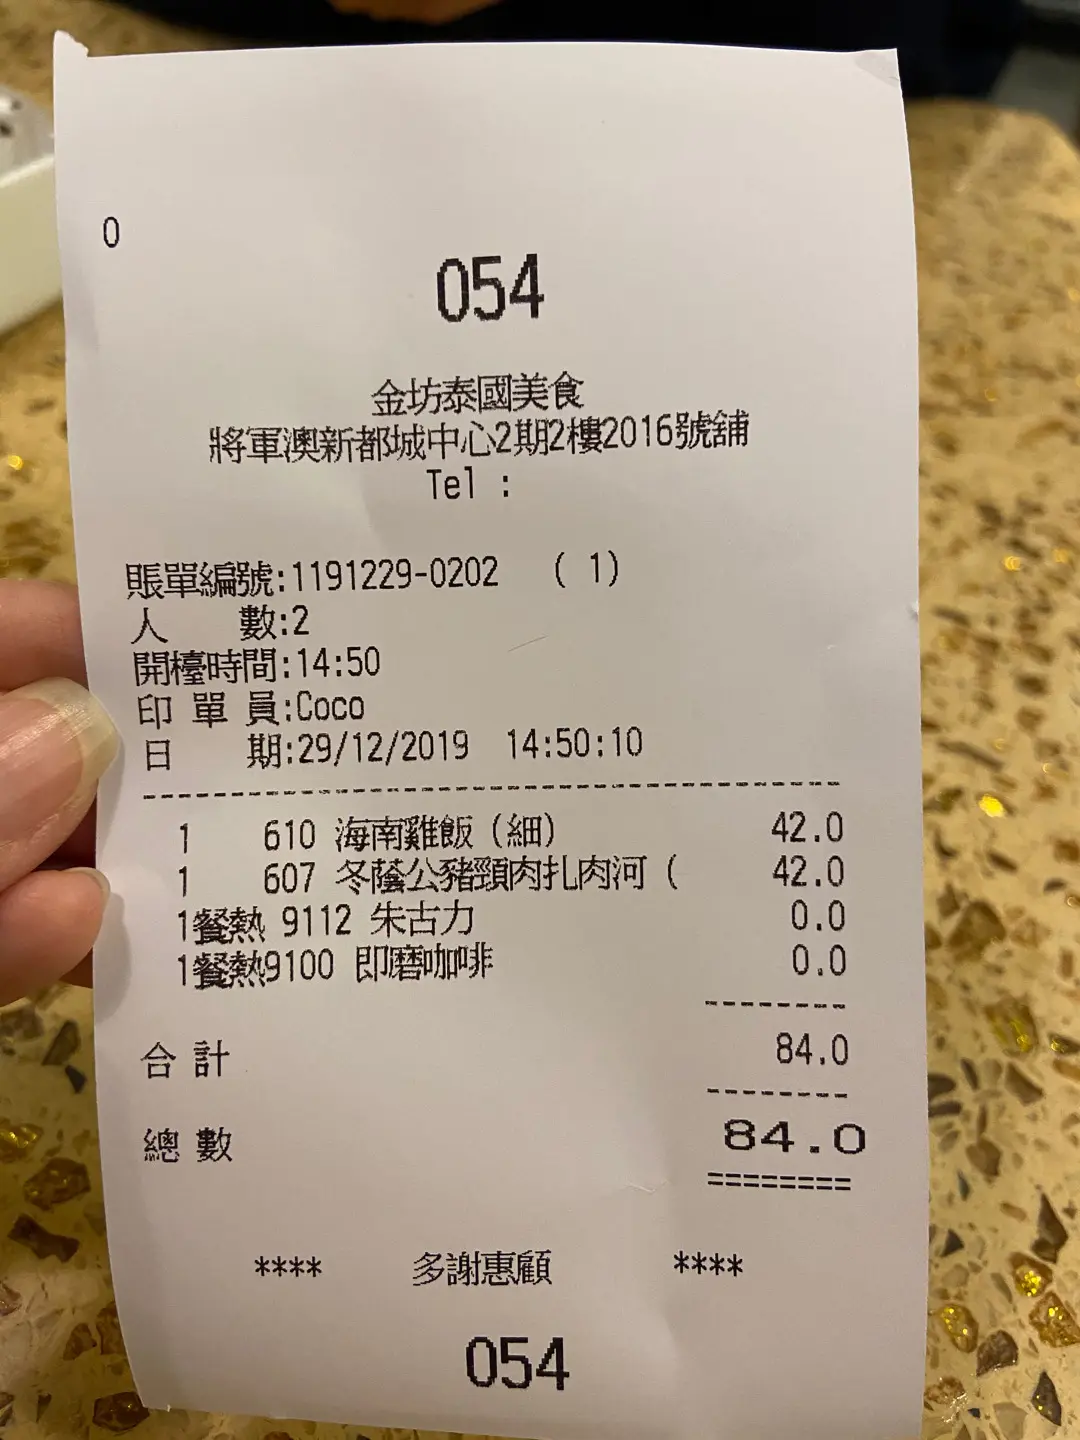 0
054
金坊泰國美食
將軍澳新都城中心2期2樓2016號舖
Tel :
賬單編號:1191229-0202 ( 1)
人 數:2
開檯時間:14:50
印 單 員:Coco
日 期:29/12/2019 14:50:10
1 610 海南雞飯 (細) 42.0
1 607 冬蔭公豬頸肉扎肉河 ( 42.0
1餐熱 9112 朱古力 0.0
1餐熱9100 即磨咖啡 0.0
合 計 84.0
總 數 84.0
**** 多謝惠顧 ****
054